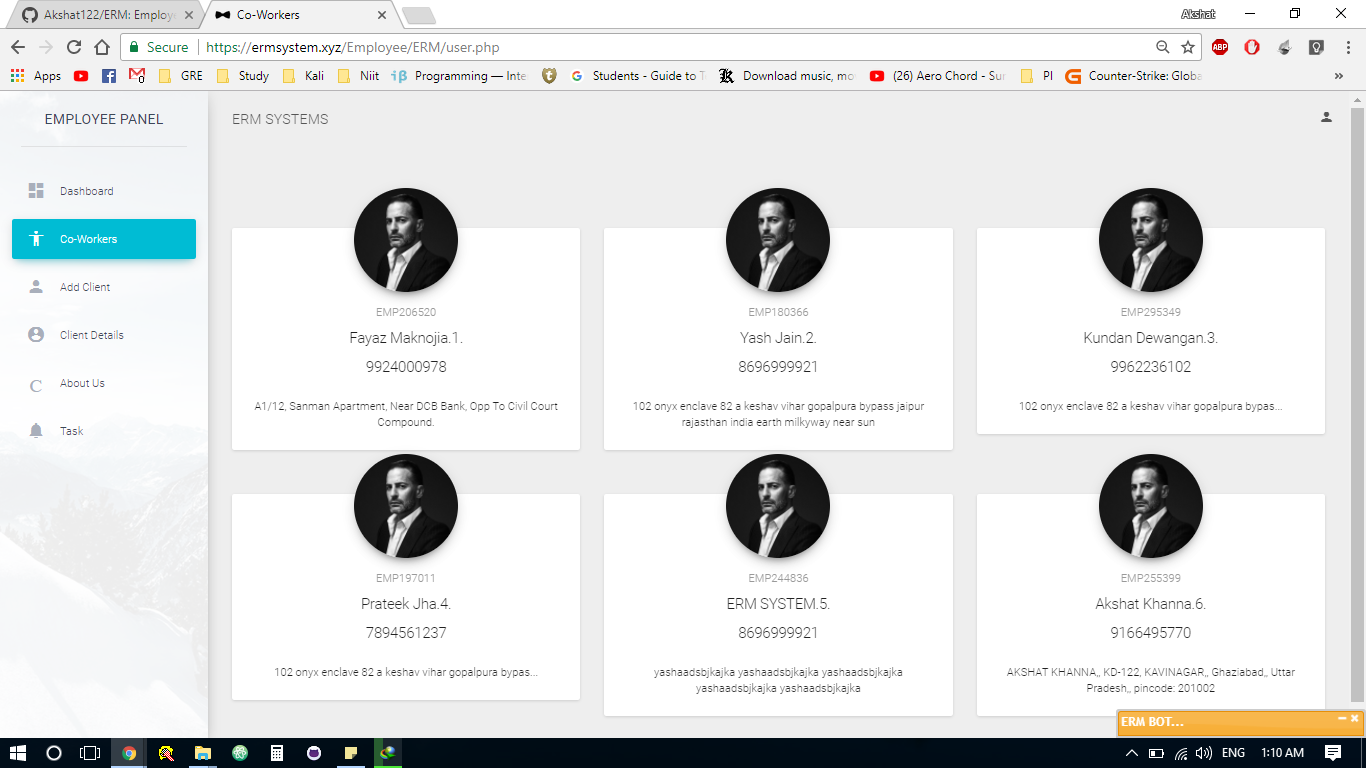 Akshat122/ERM: Employe
Co-Workers
Akshat
Secure
https://ermsystem.xyz/Employee/ERM/user.php
ABP
Apps
GRE
Study
Kali
Niit
Programming — Inte
Students - Guide to T
Download music, mo
(26) Aero Chord - Sur
PI
Counter-Strike: Globa
EMPLOYEE PANEL
Dashboard
Co-Workers
Add Client
Client Details
C About Us
Task
ERM SYSTEMS
EMP206520
Fayaz Maknojia.1.
9924000978
A1/12, Sanman Apartment, Near DCB Bank, Opp To Civil Court
Compound.
EMP180366
Yash Jain.2.
8696999921
102 onyx enclave 82 a keshav vihar gopalpura bypass jaipur
rajasthan india earth milkyway near sun
EMP295349
Kundan Dewangan.3.
9962236102
102 onyx enclave 82 a keshav vihar gopalpura bypas...
EMP197011
Prateek Jha.4.
7894561237
102 onyx enclave 82 a keshav vihar gopalpura bypas...
EMP244836
ERM SYSTEM.5.
8696999921
yashaadsbjkajka yashaadsbjkajka yashaadsbjkajka
yashaadsbjkajka yashaadsbjkajka
EMP255399
Akshat Khanna.6.
9166495770
AKSHAT KHANNA,, KD-122, KAVINAGAR,, Ghaziabad,, Uttar
Pradesh,, pincode: 201002
ERM BOT...
ENG
1:10 AM